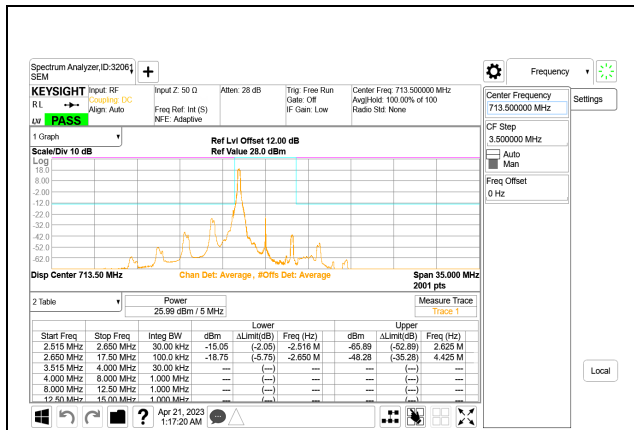 Spectrum Analyzer,ID:32061
SEM
Frequency
KEYSIGHT
RL
LXI
PASS
Input: RF
Coupling: DC
Align: Auto
Input Z: 50 Ω
Freq Ref: Int (S)
NFE: Adaptive
Atten: 28 dB
Trig: Free Run
Gate: Off
IF Gain: Low
Center Freq: 713.500000 MHz
Avg|Hold: 100.00% of 100
Radio Std: None
Center Frequency
713.500000 MHz
Settings
CF Step
3.500000 MHz
Auto
Man
Freq Offset
0 Hz
1 Graph
Scale/Div 10 dB
Ref Lvl Offset 12.00 dB
Ref Value 28.0 dBm
Log
18.0
8.00
-2.00
-12.0
-22.0
-32.0
-42.0
-52.0
-62.0
Disp Center 713.50 MHz
Chan Det: Average , #Offs Det: Average
Span 35.000 MHz
2001 pts
2 Table
Power
25.99 dBm / 5 MHz
Measure Trace
Trace 1
Lower Upper
Start Freq Stop Freq Integ BW dBm ΔLimit(dB) Freq (Hz) dBm ΔLimit(dB) Freq (Hz)
2.515 MHz 2.650 MHz 30.00 kHz -15.05 (-2.05) -2.516 M -65.89 (-52.89) 2.625 M
2.650 MHz 17.50 MHz 100.0 kHz -18.75 (-5.75) -2.650 M -48.28 (-35.28) 4.425 M
3.515 MHz 4.000 MHz 30.00 kHz --- (---) --- --- (---) ---
4.000 MHz 8.000 MHz 1.000 MHz --- (---) --- --- (---) ---
8.000 MHz 12.50 MHz 1.000 MHz --- (---) --- --- (---) ---
12.50 MHz 15.00 MHz 1.000 MHz --- (---) --- --- (---) ---
Local
Apr 21, 2023
1:17:20 AM